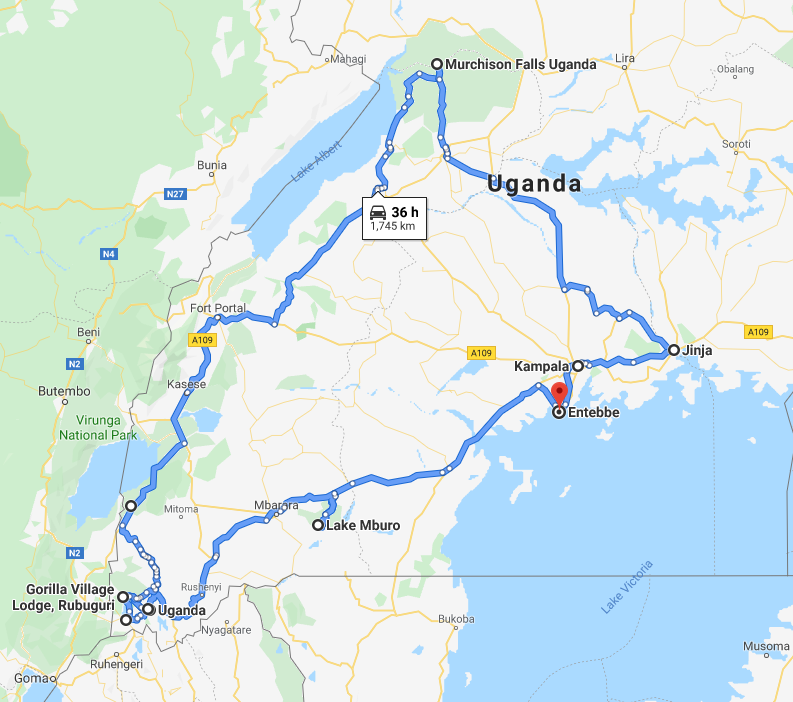 Mahagi
Murchison Falls Uganda
Lira
Obalang
Soroti
Bunia
Lake Albert
N27
Uganda
36 h
1,745 km
N4
Fort Portal
Beni
A109
A109
A109
Jinja
N2
Kampala
Kasese
Butembo
Entebbe
Virunga
National Park
Mitoma
Mbarara
Lake Mburo
N2
Gorilla Village
Lodge, Rubuguri
Rushenyi
Uganda
Lake Victoria
Nyagatare
Bukoba
Ruhengeri
Musoma
Goma